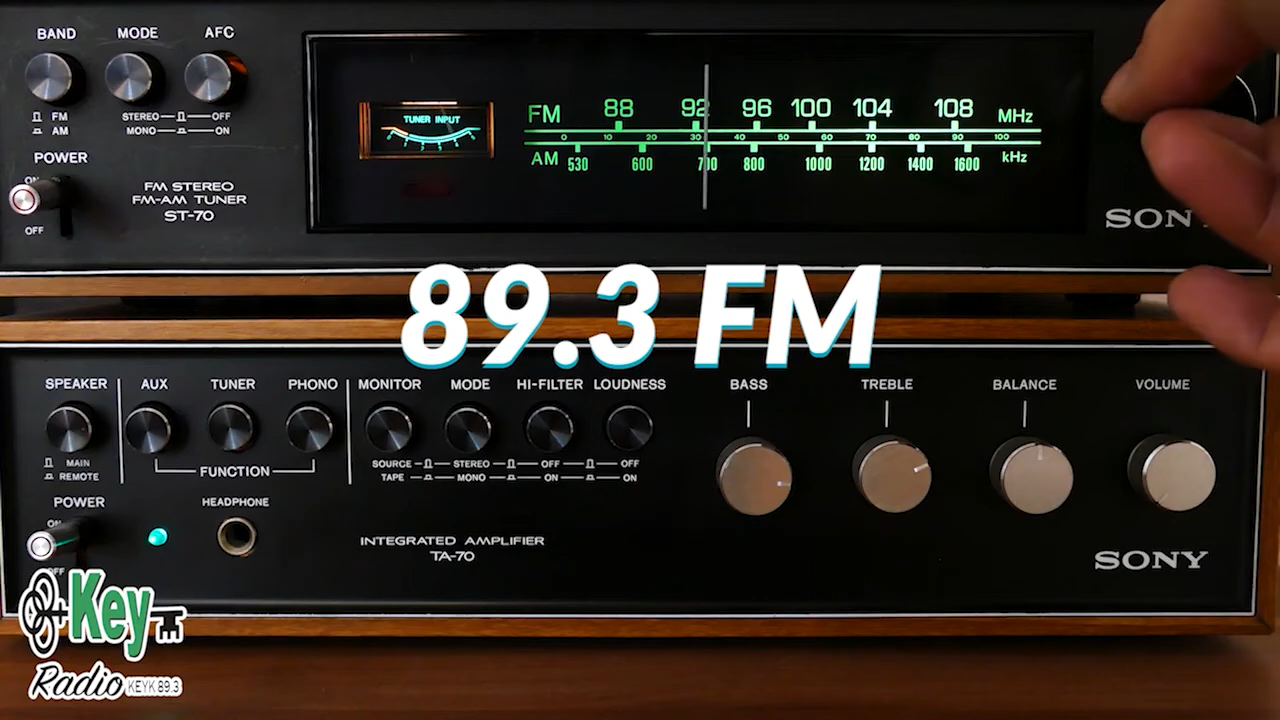 BAND MODE AFC
FM STEREO OFF
AM MONO ON
POWER
ON
OFF
FM STEREO
FM-AM TUNER
ST-70
TUNER INPUT
FM 88 92 96 100 104 108 MHz
0 10 20 30 40 50 60 70 80 90 100
AM 530 600 700 800 1000 1200 1400 1600 kHz
SONY
89.3 FM
SPEAKER AUX TUNER PHONO MONITOR MODE HI-FILTER LOUDNESS BASS TREBLE BALANCE VOLUME
MAIN
REMOTE
FUNCTION
SOURCE STEREO OFF OFF
TAPE MONO ON ON
POWER
ON
OFF
HEADPHONE
INTEGRATED AMPLIFIER
TA-70
SONY
Key
Radio KEYK 89.3